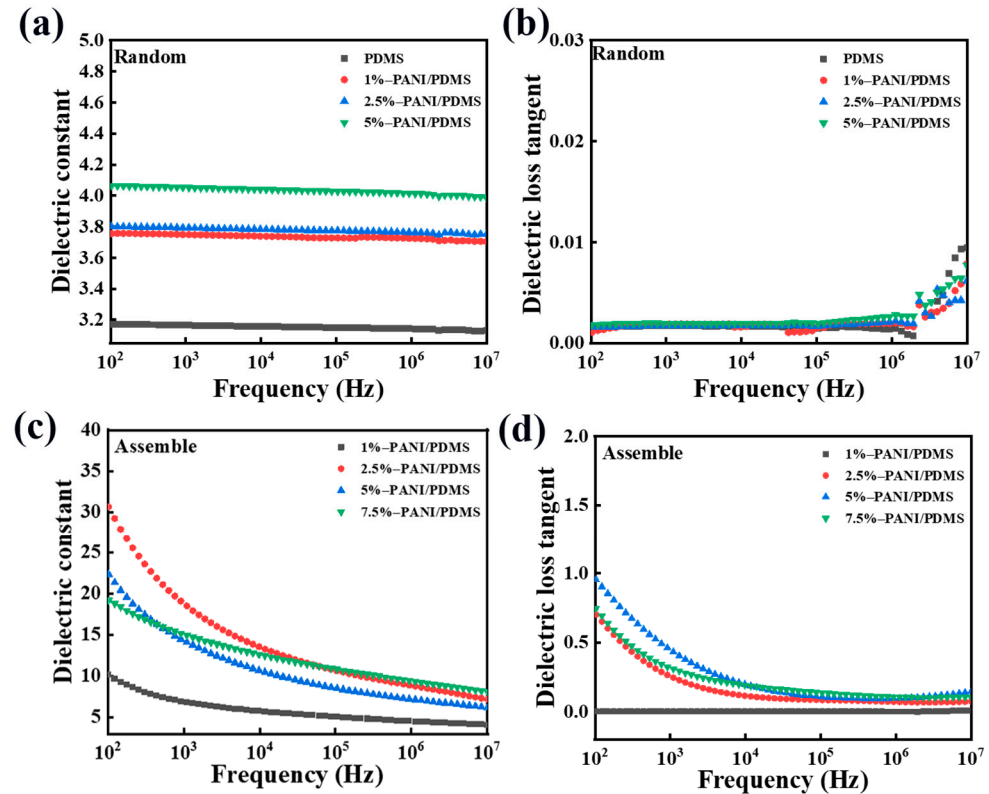 (a)
Random
PDMS
1%–PANI/PDMS
2.5%–PANI/PDMS
5%–PANI/PDMS
Dielectric constant
5.0
4.8
4.6
4.4
4.2
4.0
3.8
3.6
3.4
3.2
10² 10³ 10⁴ 10⁵ 10⁶ 10⁷
Frequency (Hz)
(b)
Random
PDMS
1%–PANI/PDMS
2.5%–PANI/PDMS
5%–PANI/PDMS
Dielectric loss tangent
0.03
0.02
0.01
0.00
10² 10³ 10⁴ 10⁵ 10⁶ 10⁷
Frequency (Hz)
(c)
Assemble
1%–PANI/PDMS
2.5%–PANI/PDMS
5%–PANI/PDMS
7.5%–PANI/PDMS
Dielectric constant
40
35
30
25
20
15
10
5
10² 10³ 10⁴ 10⁵ 10⁶ 10⁷
Frequency (Hz)
(d)
Assemble
1%–PANI/PDMS
2.5%–PANI/PDMS
5%–PANI/PDMS
7.5%–PANI/PDMS
Dielectric loss tangent
2.0
1.5
1.0
0.5
0.0
10² 10³ 10⁴ 10⁵ 10⁶ 10⁷
Frequency (Hz)